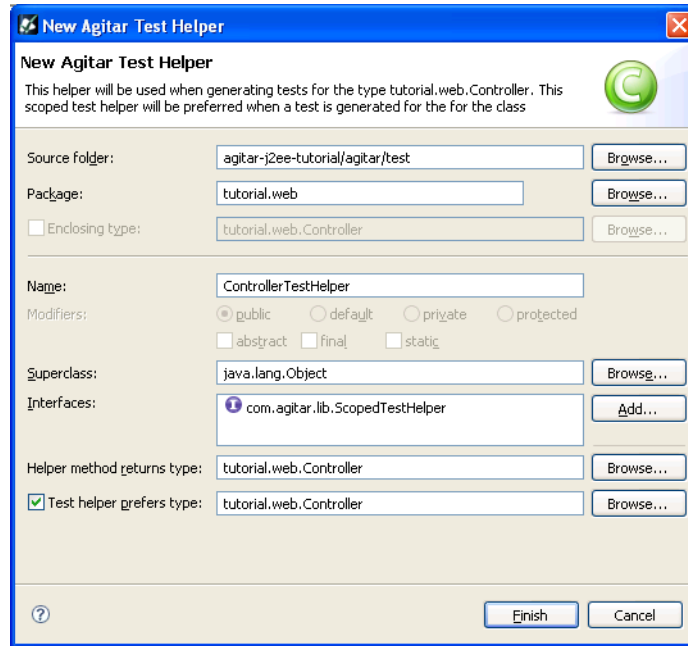 New Agitar Test Helper
New Agitar Test Helper
This helper will be used when generating tests for the type tutorial.web.Controller. This
scoped test helper will be preferred when a test is generated for the for the class
Source folder: agitar-j2ee-tutorial/agitar/test Browse...
Package: tutorial.web Browse...
Enclosing type: tutorial.web.Controller Browse...
Name: ControllerTestHelper
Modifiers: public default private protected
abstract final static
Superclass: java.lang.Object Browse...
Interfaces: com.agitar.lib.ScopedTestHelper Add...
Helper method returns type: tutorial.web.Controller Browse...
Test helper prefers type: tutorial.web.Controller Browse...
Finish Cancel